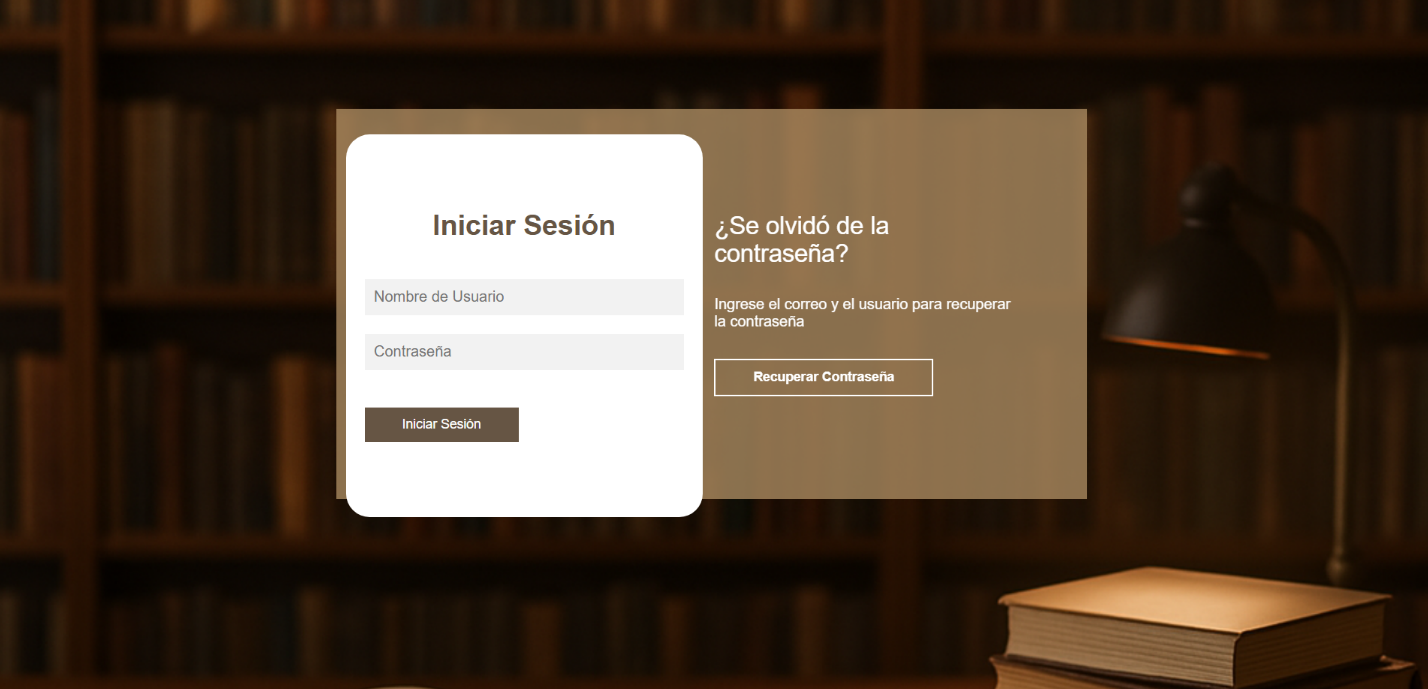 Iniciar Sesión
Nombre de Usuario
Contraseña
Iniciar Sesión
¿Se olvidó de la
contraseña?
Ingrese el correo y el usuario para recuperar
la contraseña
Recuperar Contraseña